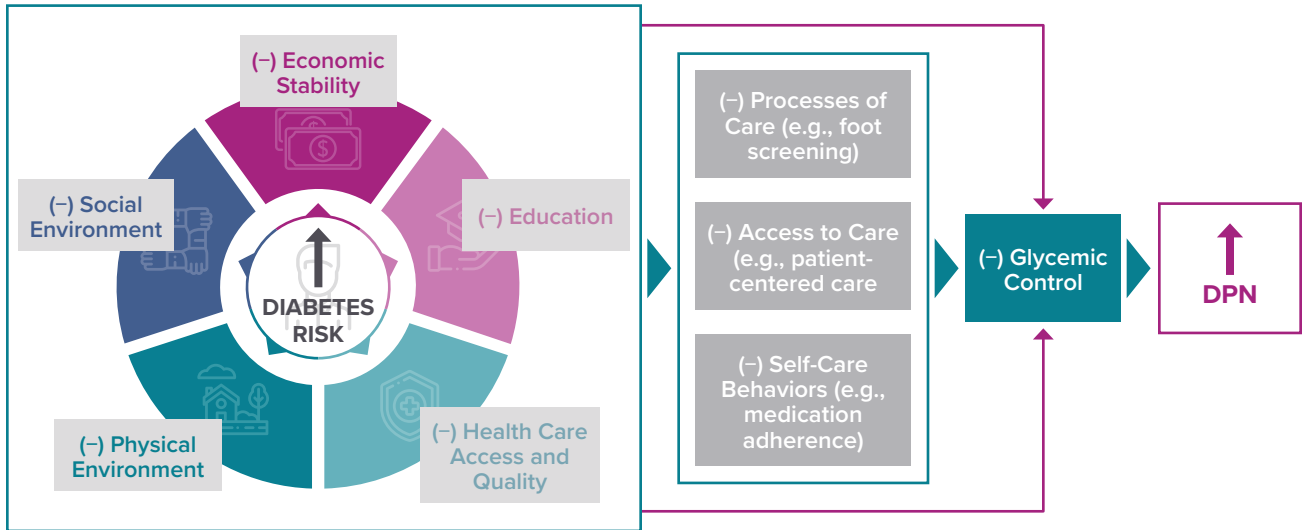 (–) Economic
Stability
(–) Social
Environment
(–) Education
DIABETES
RISK
(–) Physical
Environment
(–) Health Care
Access and
Quality
(–) Processes of
Care (e.g., foot
screening)
(–) Access to Care
(e.g., patient-
centered care
(–) Self-Care
Behaviors (e.g.,
medication
adherence)
(–) Glycemic
Control
DPN